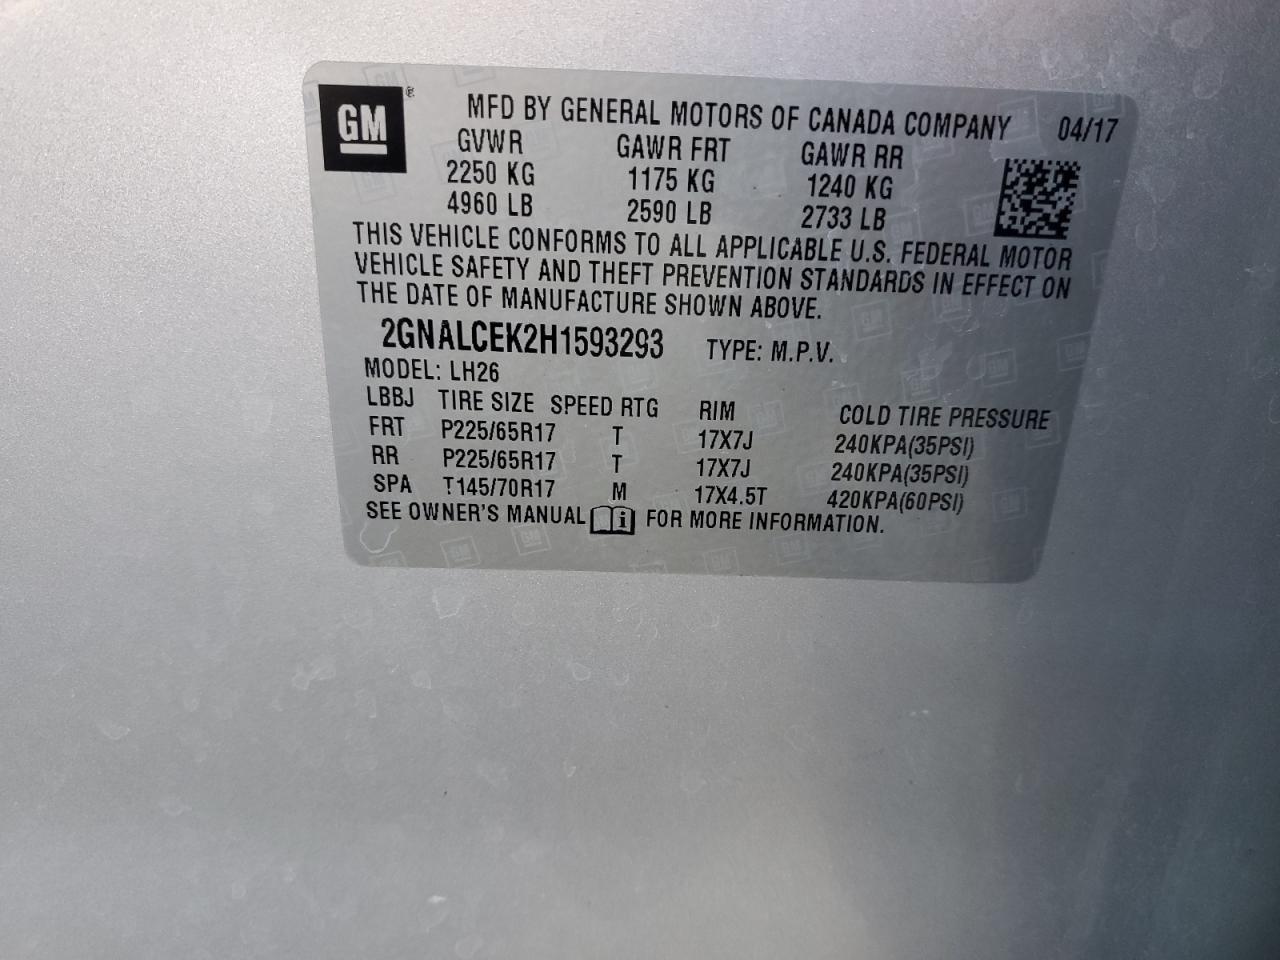 GM ®
MFD BY GENERAL MOTORS OF CANADA COMPANY 04/17
GVWR GAWR FRT GAWR RR
2250 KG 1175 KG 1240 KG
4960 LB 2590 LB 2733 LB
THIS VEHICLE CONFORMS TO ALL APPLICABLE U.S. FEDERAL MOTOR
VEHICLE SAFETY AND THEFT PREVENTION STANDARDS IN EFFECT ON
THE DATE OF MANUFACTURE SHOWN ABOVE.
2GNALCEK2H1593293 TYPE: M.P.V.
MODEL: LH26
LBBJ TIRE SIZE SPEED RTG RIM COLD TIRE PRESSURE
FRT P225/65R17 T 17X7J 240KPA(35PSI)
RR P225/65R17 T 17X7J 240KPA(35PSI)
SPA T145/70R17 M 17X4.5T 420KPA(60PSI)
SEE OWNER'S MANUAL i FOR MORE INFORMATION.